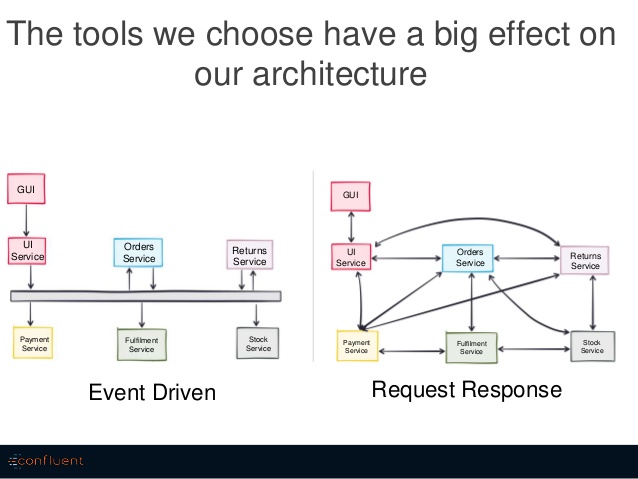 The tools we choose have a big effect on
our architecture
GUI
UI
Service
Orders
Service
Returns
Service
Payment
Service
Fulfilment
Service
Stock
Service
Event Driven
GUI
UI
Service
Orders
Service
Returns
Service
Payment
Service
Fulfilment
Service
Stock
Service
Request Response
confluent